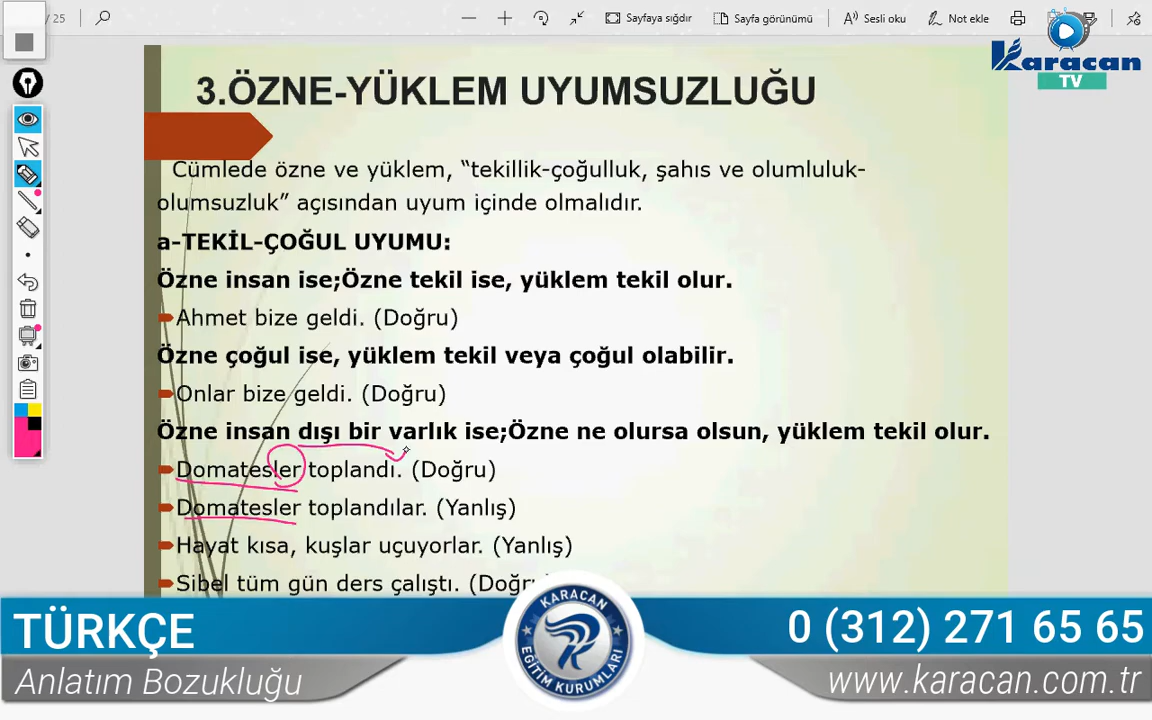 / 25
Sayfaya sığdır
Sayfa görünümü
Sesli oku
Not ekle
Karacan
TV
3.ÖZNE-YÜKLEM UYUMSUZLUĞU
Cümlede özne ve yüklem, “tekillik-çoğulluk, şahıs ve olumluluk-
olumsuzluk” açısından uyum içinde olmalıdır.
a-TEKİL-ÇOĞUL UYUMU:
Özne insan ise;Özne tekil ise, yüklem tekil olur.
Ahmet bize geldi. (Doğru)
Özne çoğul ise, yüklem tekil veya çoğul olabilir.
Onlar bize geldi. (Doğru)
Özne insan dışı bir varlık ise;Özne ne olursa olsun, yüklem tekil olur.
Domatesler toplandı. (Doğru)
Domatesler toplandılar. (Yanlış)
Hayat kısa, kuşlar uçuyorlar. (Yanlış)
Sibel tüm gün ders çalıştı. (Doğru)
TÜRKÇE
Anlatım Bozukluğu
KARACAN
EĞİTİM KURUMLARI
0 (312) 271 65 65
www.karacan.com.tr